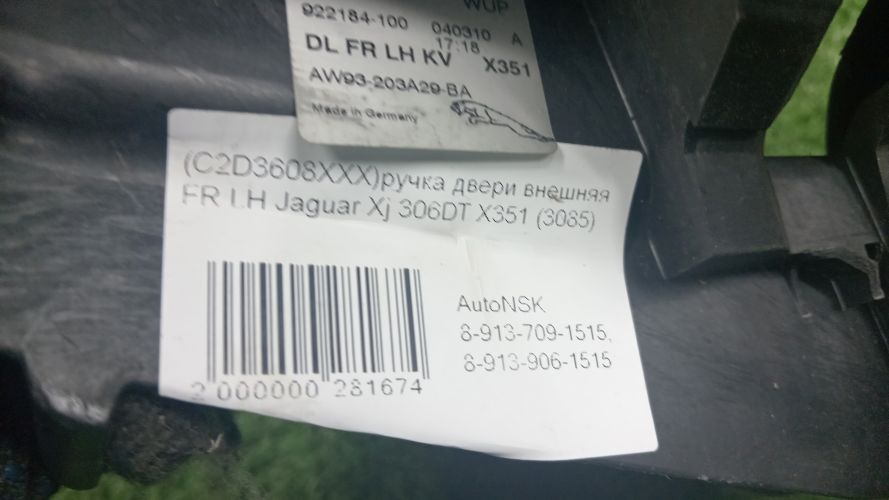 WUP
922184-100 040310 A
17:18
DL FR LH KV X351
AW93-203A29-BA
Made in Germany
(C2D3608XXX)ручка двери внешняя
FR LH Jaguar Xj 306DT X351 (3085)
AutoNSK
8-913-709-1515,
8-913-906-1515
2 000000 281674